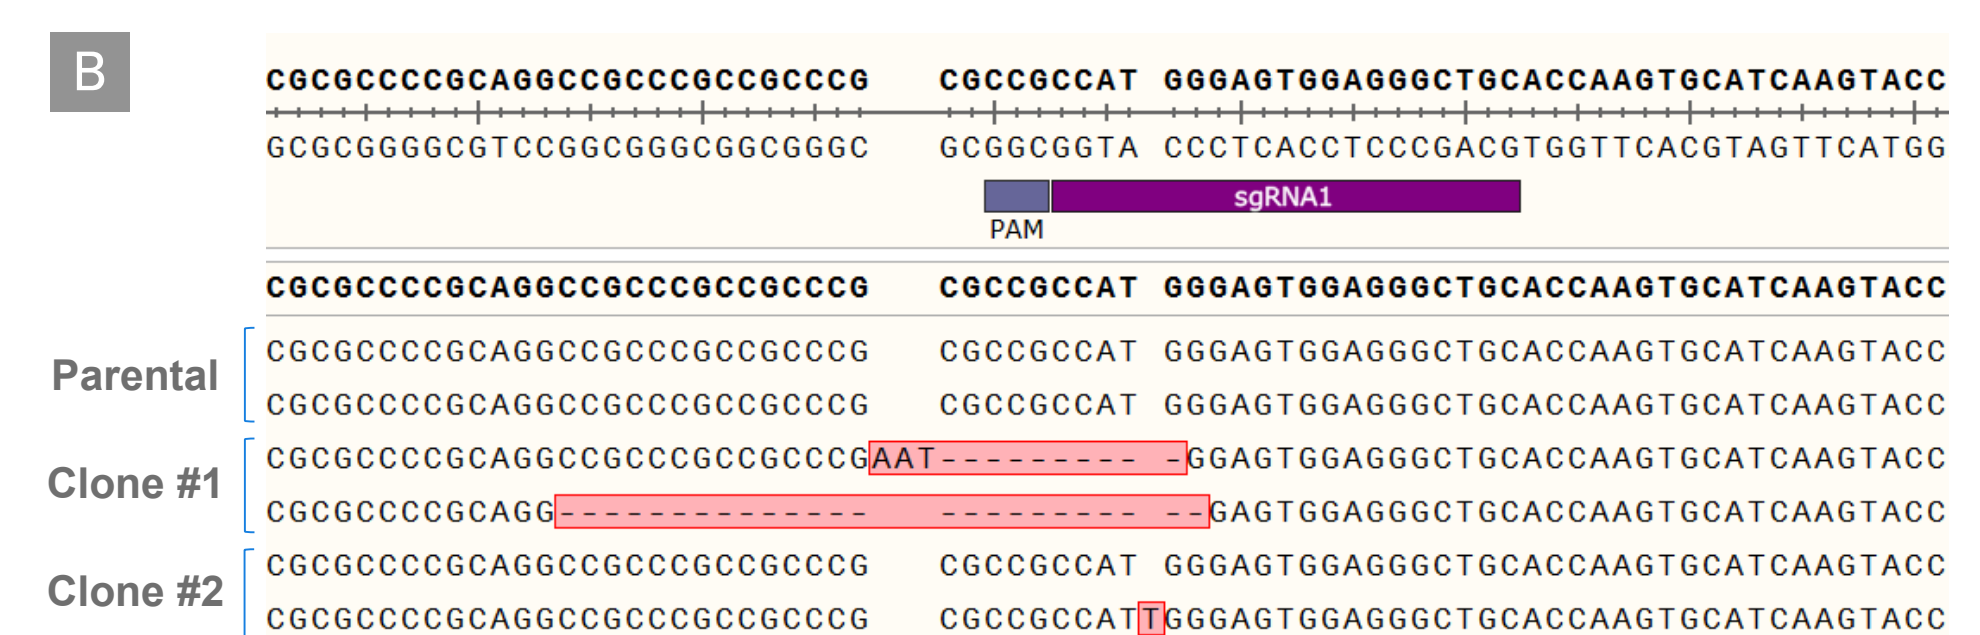 B
CGCGCCCCGCAGGCCGCCCGCCGCCCG CGCCGCCAT GGGAGTGGAGGGCTGCACCAAGTGCATCAAGTACC
GCGCGGGGCGTCCGGCGGGCGGCGGGC GCGGCGGTA CCCTCACCTCCCGACGTGGTTCACGTAGTTCATGG
sgRNA1
PAM
CGCGCCCCGCAGGCCGCCCGCCGCCCG CGCCGCCAT GGGAGTGGAGGGCTGCACCAAGTGCATCAAGTACC
Parental
CGCGCCCCGCAGGCCGCCCGCCGCCCG CGCCGCCAT GGGAGTGGAGGGCTGCACCAAGTGCATCAAGTACC
CGCGCCCCGCAGGCCGCCCGCCGCCCG CGCCGCCAT GGGAGTGGAGGGCTGCACCAAGTGCATCAAGTACC
Clone #1
CGCGCCCCGCAGGCCGCCCGCCGCCCGAAT--------- -GGAGTGGAGGGCTGCACCAAGTGCATCAAGTACC
CGCGCCCCGCAGG-------------- --------- --GAGTGGAGGGCTGCACCAAGTGCATCAAGTACC
Clone #2
CGCGCCCCGCAGGCCGCCCGCCGCCCG CGCCGCCAT GGGAGTGGAGGGCTGCACCAAGTGCATCAAGTACC
CGCGCCCCGCAGGCCGCCCGCCGCCCG CGCCGCCATTGGGAGTGGAGGGCTGCACCAAGTGCATCAAGTACC